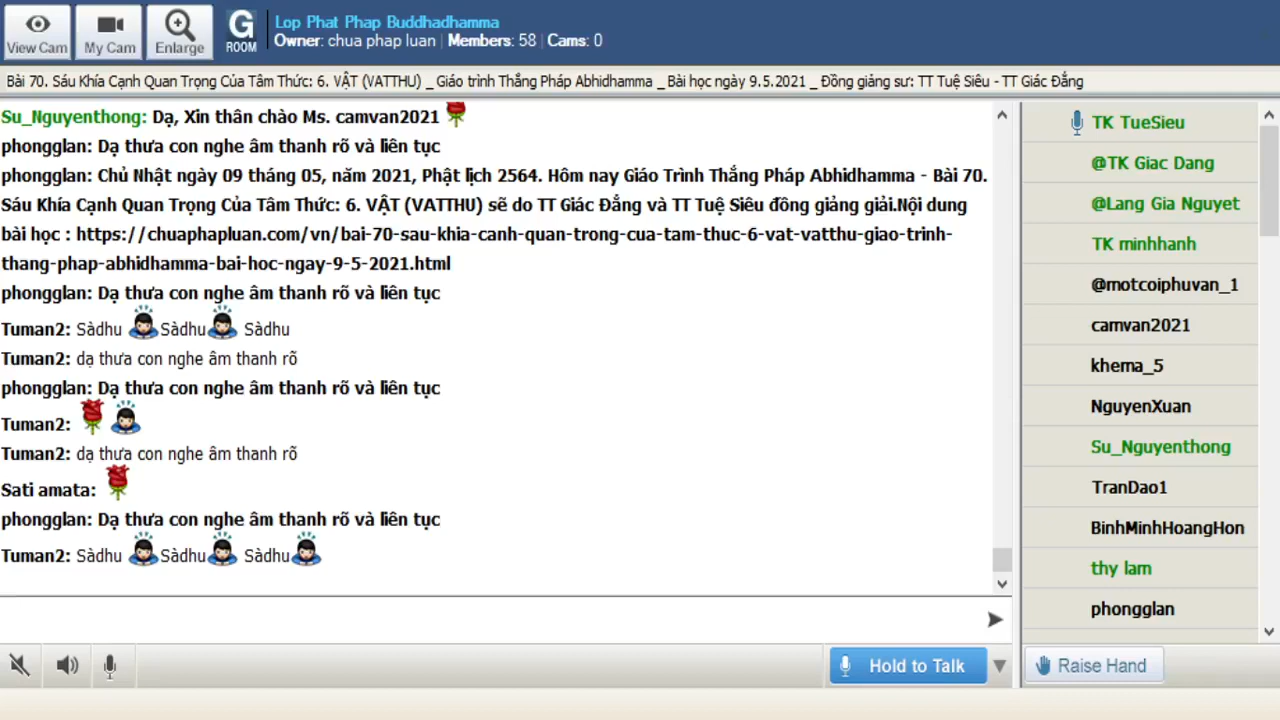 View Cam
My Cam
Enlarge
G
ROOM
Lop Phat Phap Buddhadhamma
Owner: chua phap luan | Members: 58 | Cams: 0
Bài 70. Sáu Khía Cạnh Quan Trọng Của Tâm Thức: 6. VẬT (VATTHU) _ Giáo trình Thắng Pháp Abhidhamma _ Bài học ngày 9.5.2021 _ Đồng giảng sư: TT Tuệ Siêu - TT Giác Đẳng
Su_Nguyenthong: Dạ, Xin thân chào Ms. camvan2021
phongglan: Dạ thưa con nghe âm thanh rõ và liên tục
phongglan: Chủ Nhật ngày 09 tháng 05, năm 2021, Phật lịch 2564. Hôm nay Giáo Trình Thắng Pháp Abhidhamma - Bài 70.
Sáu Khía Cạnh Quan Trọng Của Tâm Thức: 6. VẬT (VATTHU) sẽ do TT Giác Đẳng và TT Tuệ Siêu đồng giảng giải.Nội dung
bài học : https://chuaphapluan.com/vn/bai-70-sau-khia-canh-quan-trong-cua-tam-thuc-6-vat-vatthu-giao-trinh-
thang-phap-abhidhamma-bai-hoc-ngay-9-5-2021.html
phongglan: Dạ thưa con nghe âm thanh rõ và liên tục
Tuman2: Sàdhu Sàdhu Sàdhu
Tuman2: dạ thưa con nghe âm thanh rõ
phongglan: Dạ thưa con nghe âm thanh rõ và liên tục
Tuman2:
Tuman2: dạ thưa con nghe âm thanh rõ
Sati amata:
phongglan: Dạ thưa con nghe âm thanh rõ và liên tục
Tuman2: Sàdhu Sàdhu Sàdhu
TK TueSieu
@TK Giac Dang
@Lang Gia Nguyet
TK minhhanh
@motcoiphuvan_1
camvan2021
khema_5
NguyenXuan
Su_Nguyenthong
TranDao1
BinhMinhHoangHon
thy lam
phongglan
Hold to Talk
Raise Hand